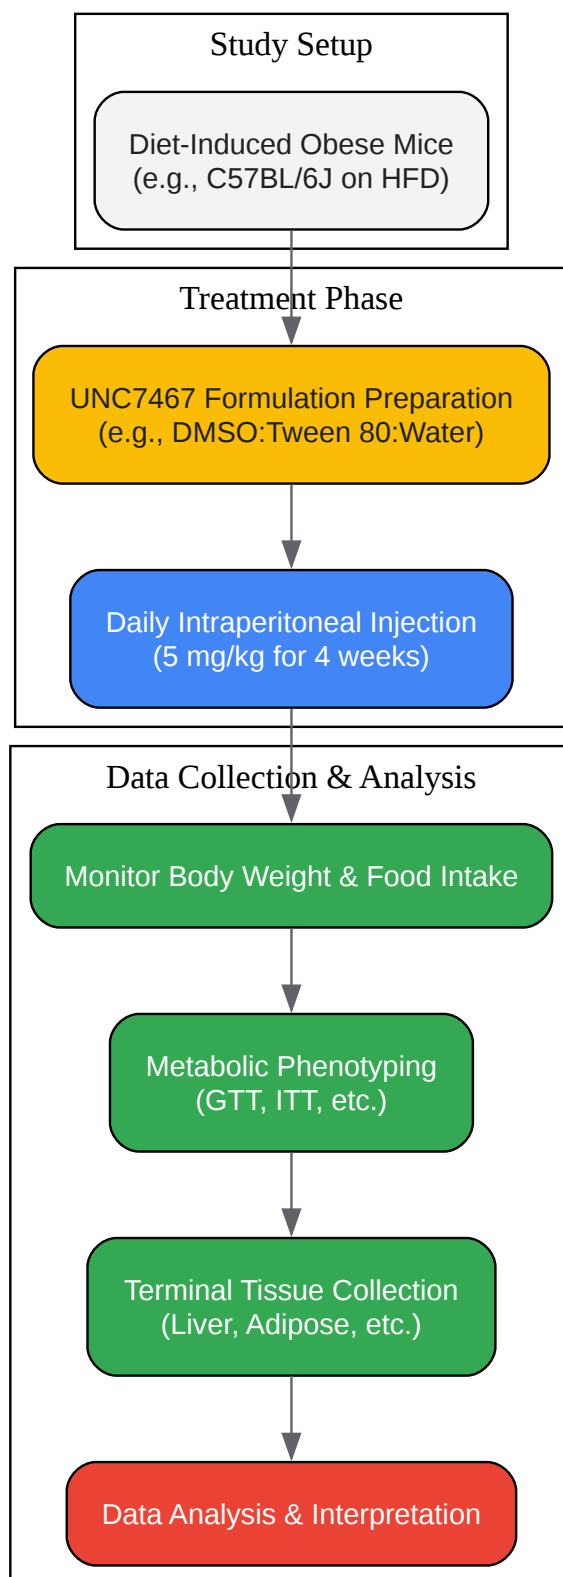 Study Setup
Diet-Induced Obese Mice
(e.g., C57BL/6J on HFD)
Treatment Phase
UNC7467 Formulation Preparation
(e.g., DMSO:Tween 80:Water)
Daily Intraperitoneal Injection
(5 mg/kg for 4 weeks)
Data Collection & Analysis
Monitor Body Weight & Food Intake
Metabolic Phenotyping
(GTT, ITT, etc.)
Terminal Tissue Collection
(Liver, Adipose, etc.)
Data Analysis & Interpretation